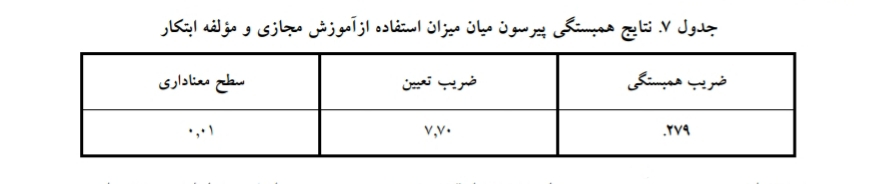 جدول ۷. نتایج همبستگی پیرسون میان میزان استفاده ازآموزش مجازی و مؤلفه ابتکار
ضریب همبستگی ضریب تعیین سطح معناداری
.۲۷۹ ۷,۷۰ ۰,۰۱